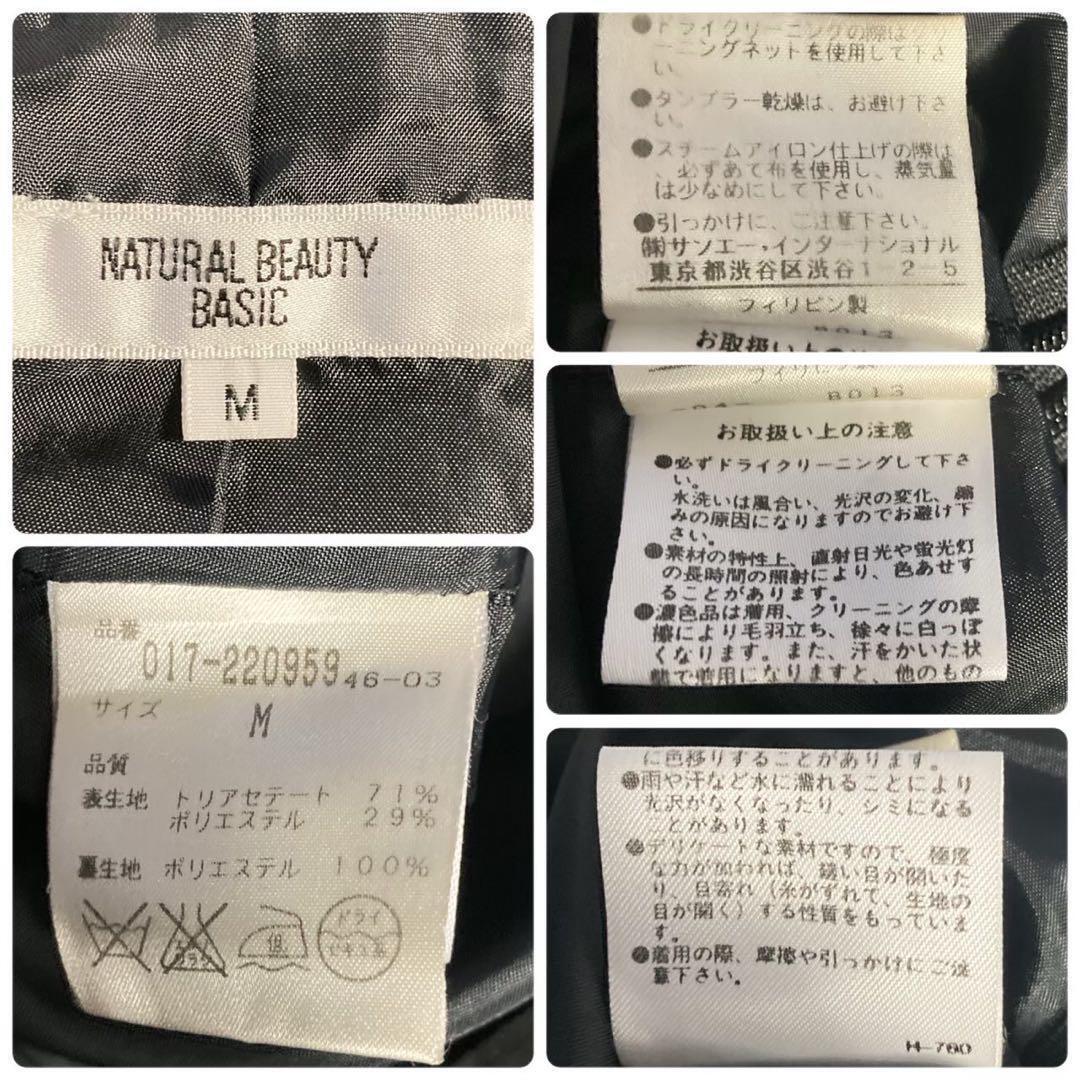 NATURAL BEAUTY
BASIC
M
品番
017-220959 46-03
サイズ
M
品質
表生地 トリアセテート 71%
ポリエステル 29%
裏生地 ポリエステル 100%
ドライ
●ドライクリーニングの際はク
ーニングネットを使用して下さ
い。
●タンブラー乾燥は、お避け下さ
い。
●スチームアイロン仕上げの際は
、必ずあて布を使用し、蒸気量
は少なめにして下さい。
●引っかけに、ご注意下さい。
㈱サンエー・インターナショナル
東京都渋谷区渋谷1-2-5
フィリピン製
B013
お取扱い上の
フィリピン製
B013
お取扱い上の注意
●必ずドライクリーニングして下さ
い。
水洗いは風合い、光沢の変化、縮
みの原因になりますのでお避け下
さい。
●素材の特性上、直射日光や蛍光灯
の長時間の照射により、色あせす
ることがあります。
●濃色品は着用、クリーニングの摩
擦により毛羽立ち、徐々に白っぽ
くなります。また、汗をかいた状
態で着用になりますと、他のもの
に色移りすることがあります。
●雨や汗など水に濡れることにより
光沢がなくなったり、シミになる
ことがあります。
●デリケートな素材ですので、極度
な力が加われば、縫い目が開いた
り、目寄れ（糸がずれて、生地の
目が開く）する性質をもっていま
す。
●着用の際、摩擦や引っかけにご注
意下さい。
H-760